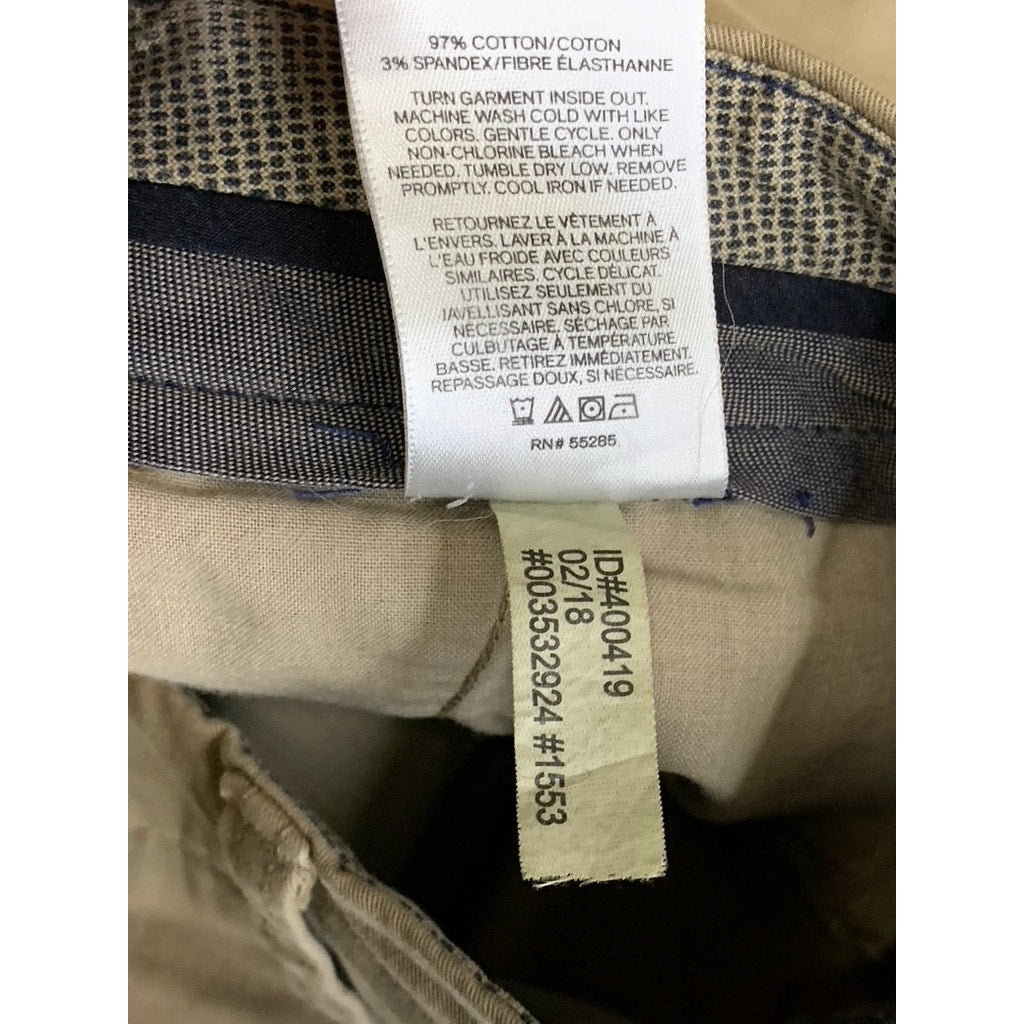 97% COTTON/COTON
3% SPANDEX/FIBRE ÉLASTHANNE
TURN GARMENT INSIDE OUT.
MACHINE WASH COLD WITH LIKE
COLORS. GENTLE CYCLE. ONLY
NON-CHLORINE BLEACH WHEN
NEEDED. TUMBLE DRY LOW. REMOVE
PROMPTLY. COOL IRON IF NEEDED.
RETOURNEZ LE VÊTEMENT À
L'ENVERS. LAVER À LA MACHINE À
L'EAU FROIDE AVEC COULEURS
SIMILAIRES. CYCLE DÉLICAT.
UTILISEZ SEULEMENT DU
JAVELLISANT SANS CHLORE, SI
NÉCESSAIRE. SÉCHAGE PAR
CULBUTAGE À TEMPÉRATURE
BASSE. RETIREZ IMMÉDIATEMENT.
REPASSAGE DOUX, SI NÉCESSAIRE.
RN# 55285
ID#400419
02/18
#003532924 #1553